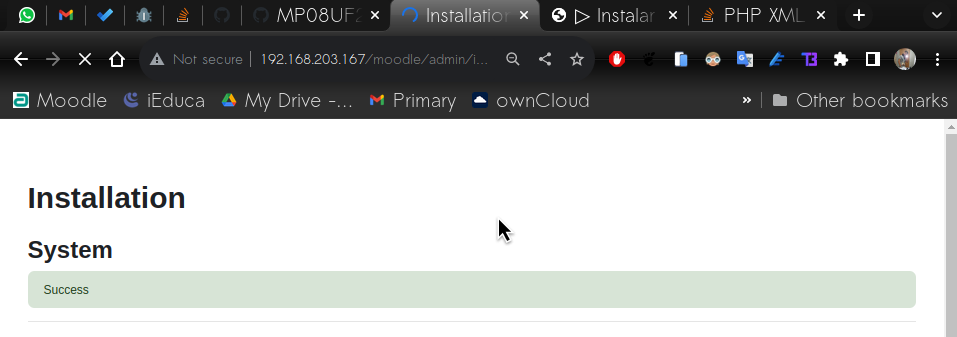 MP08UF2 Installation ▷ Instalar PHP XML
Not secure 192.168.203.167/moodle/admin/i...
Moodle iEduca My Drive -... Primary ownCloud » Other bookmarks
Installation
System
Success